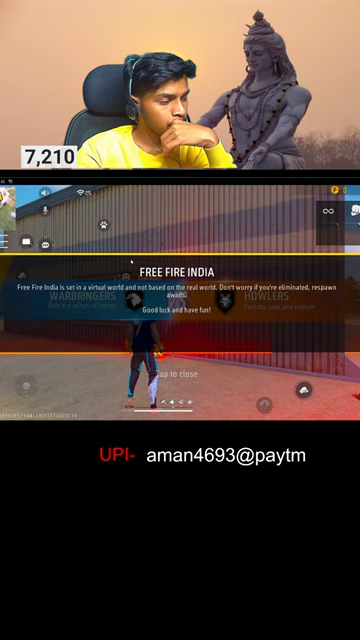 7,210
0
FREE FIRE INDIA
Free Fire India is set in a virtual world and not based on the real world. Don't worry if you're eliminated, respawn
awaits.
WARBRINGERS
HOWLERS
Good luck and have fun!
Tap to close
UPI- aman4693@paytm